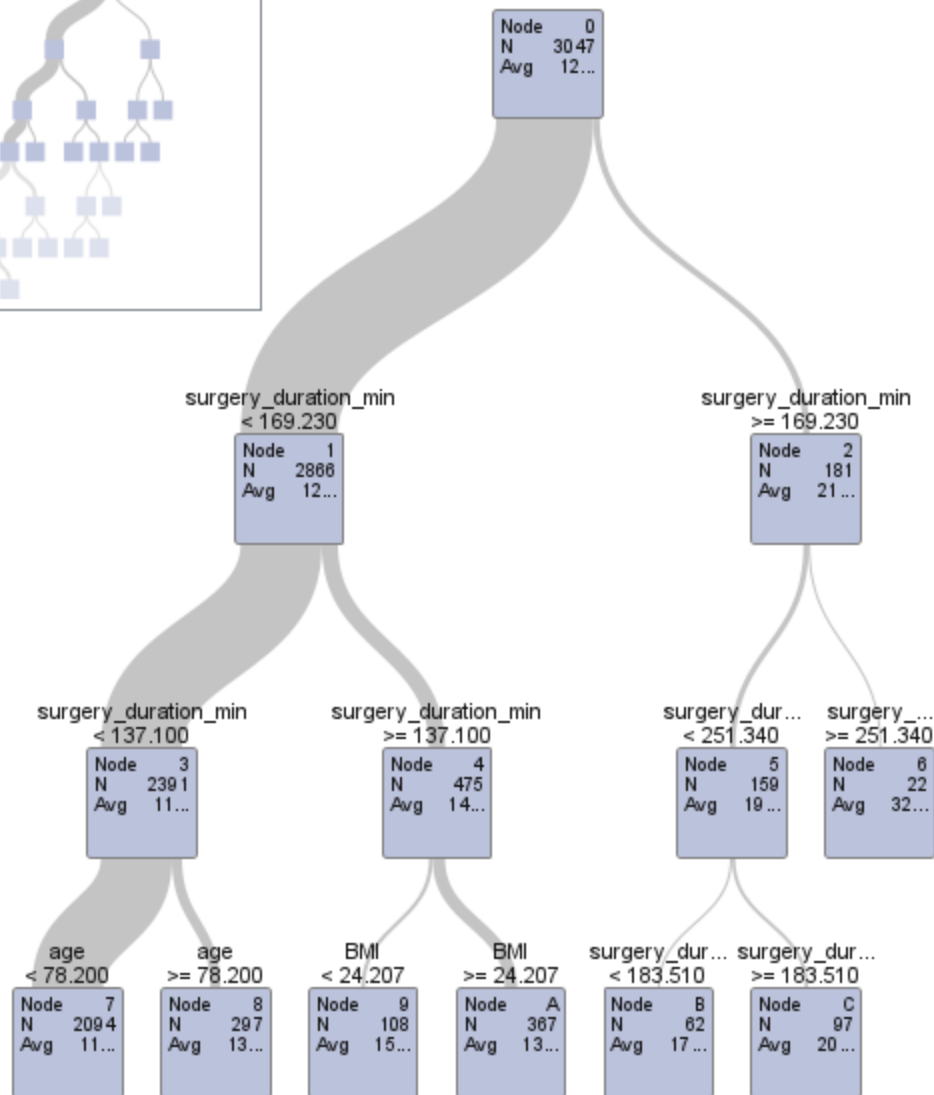 Node 0
N 3047
Avg 12...
surgery_duration_min
< 169.230
Node 1
N 2866
Avg 12...
surgery_duration_min
>= 169.230
Node 2
N 181
Avg 21...
surgery_duration_min
< 137.100
Node 3
N 2391
Avg 11...
surgery_duration_min
>= 137.100
Node 4
N 475
Avg 14...
surgery_dur...
< 251.340
Node 5
N 159
Avg 19...
surgery_...
>= 251.340
Node 6
N 22
Avg 32...
age
< 78.200
Node 7
N 2094
Avg 11...
age
>= 78.200
Node 8
N 297
Avg 13...
BMI
< 24.207
Node 9
N 108
Avg 15...
BMI
>= 24.207
Node A
N 367
Avg 13...
surgery_dur...
< 183.510
Node B
N 62
Avg 17...
surgery_dur...
>= 183.510
Node C
N 97
Avg 20...